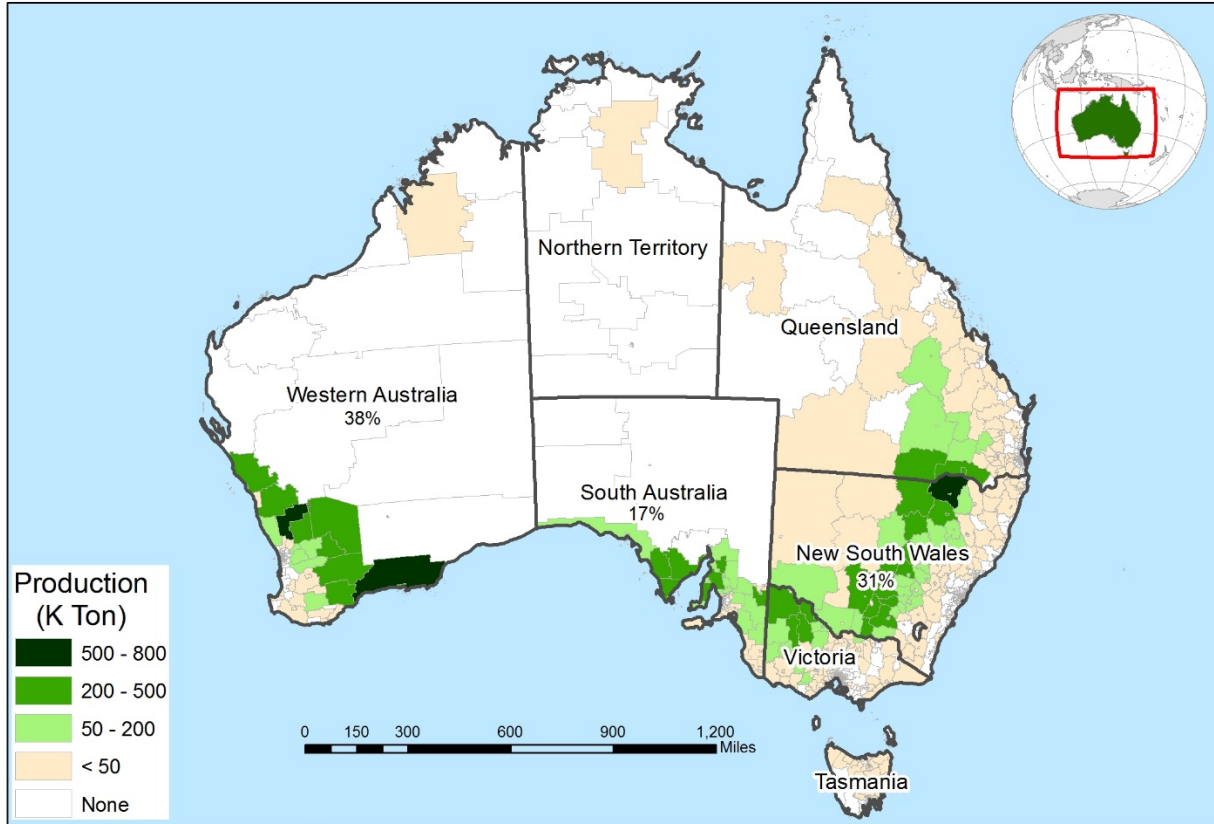 Northern Territory
Queensland
Western Australia
38%
South Australia
17%
New South Wales
31%
Victoria
Tasmania
Production
(K Ton)
500 - 800
200 - 500
50 - 200
< 50
None
0 150 300 600 900 1,200
Miles